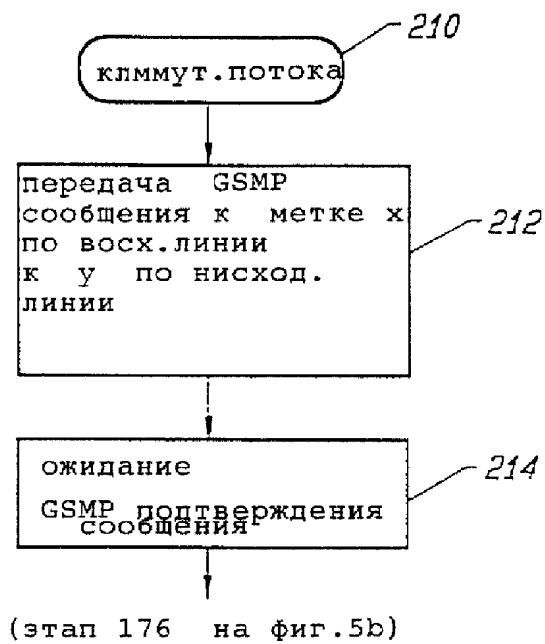 210
клммут.потока
передача GSMP
сообщения к метке x
по восх.линии
к y по нисход.
линии
212
ожидание
GSMP подтверждения
сообщения
214
(этап 176 на фиг.5b)